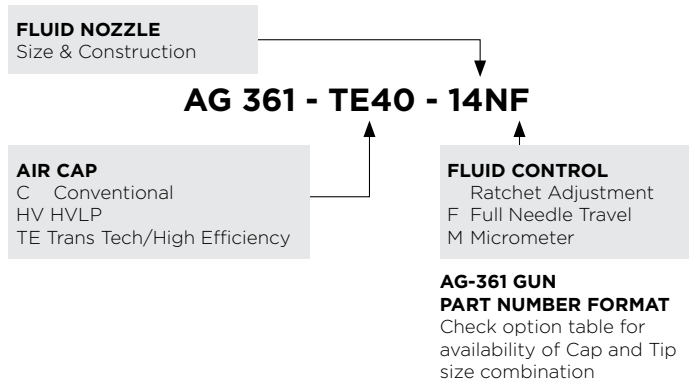 FLUID NOZZLE
Size & Construction
AG 361 - TE40 - 14NF
AIR CAP
C Conventional
HV HVLP
TE Trans Tech/High Efficiency
FLUID CONTROL
Ratchet Adjustment
F Full Needle Travel
M Micrometer
AG-361 GUN
PART NUMBER FORMAT
Check option table for
availability of Cap and Tip
size combination